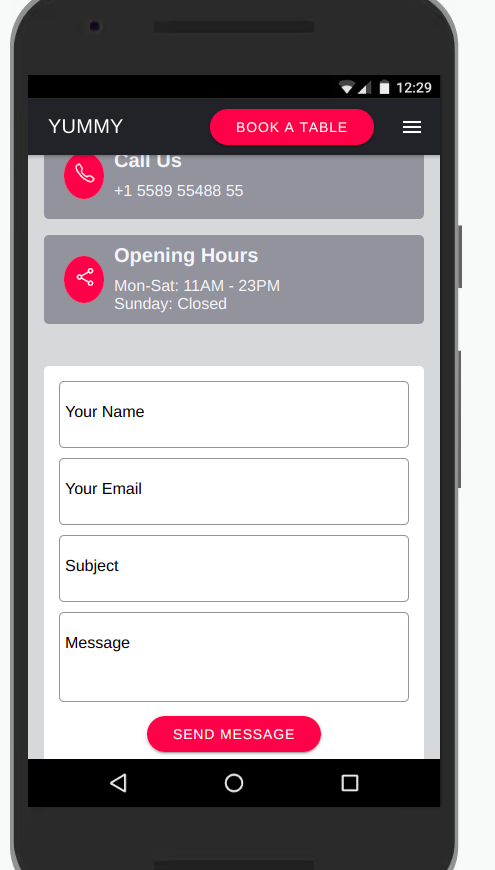 12:29
YUMMY
BOOK A TABLE
Call Us
+1 5589 55488 55
Opening Hours
Mon-Sat: 11AM - 23PM
Sunday: Closed
Your Name
Your Email
Subject
Message
SEND MESSAGE